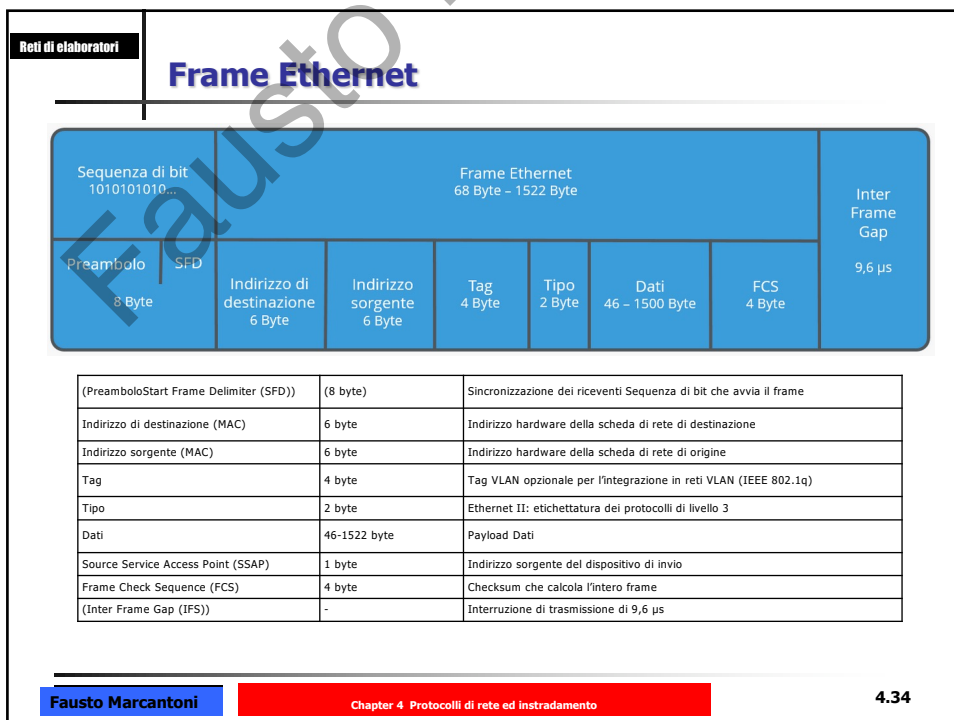 Reti di elaboratori
Frame Ethernet
Sequenza di bit
1010101010...
Frame Ethernet
68 Byte – 1522 Byte
Inter
Frame
Gap
9,6 μs
Preambolo
SFD
8 Byte
Indirizzo di
destinazione
6 Byte
Indirizzo
sorgente
6 Byte
Tag
4 Byte
Tipo
2 Byte
Dati
46 – 1500 Byte
FCS
4 Byte
(PreamboloStart Frame Delimiter (SFD)) (8 byte) Sincronizzazione dei riceventi Sequenza di bit che avvia il frame
Indirizzo di destinazione (MAC) 6 byte Indirizzo hardware della scheda di rete di destinazione
Indirizzo sorgente (MAC) 6 byte Indirizzo hardware della scheda di rete di origine
Tag 4 byte Tag VLAN opzionale per l'integrazione in reti VLAN (IEEE 802.1q)
Tipo 2 byte Ethernet II: etichettatura dei protocolli di livello 3
Dati 46-1522 byte Payload Dati
Source Service Access Point (SSAP) 1 byte Indirizzo sorgente del dispositivo di invio
Frame Check Sequence (FCS) 4 byte Checksum che calcola l'intero frame
(Inter Frame Gap (IFS)) - Interruzione di trasmissione di 9,6 μs
Fausto Marcantoni
Chapter 4 Protocolli di rete ed instradamento
4.34
Fausto